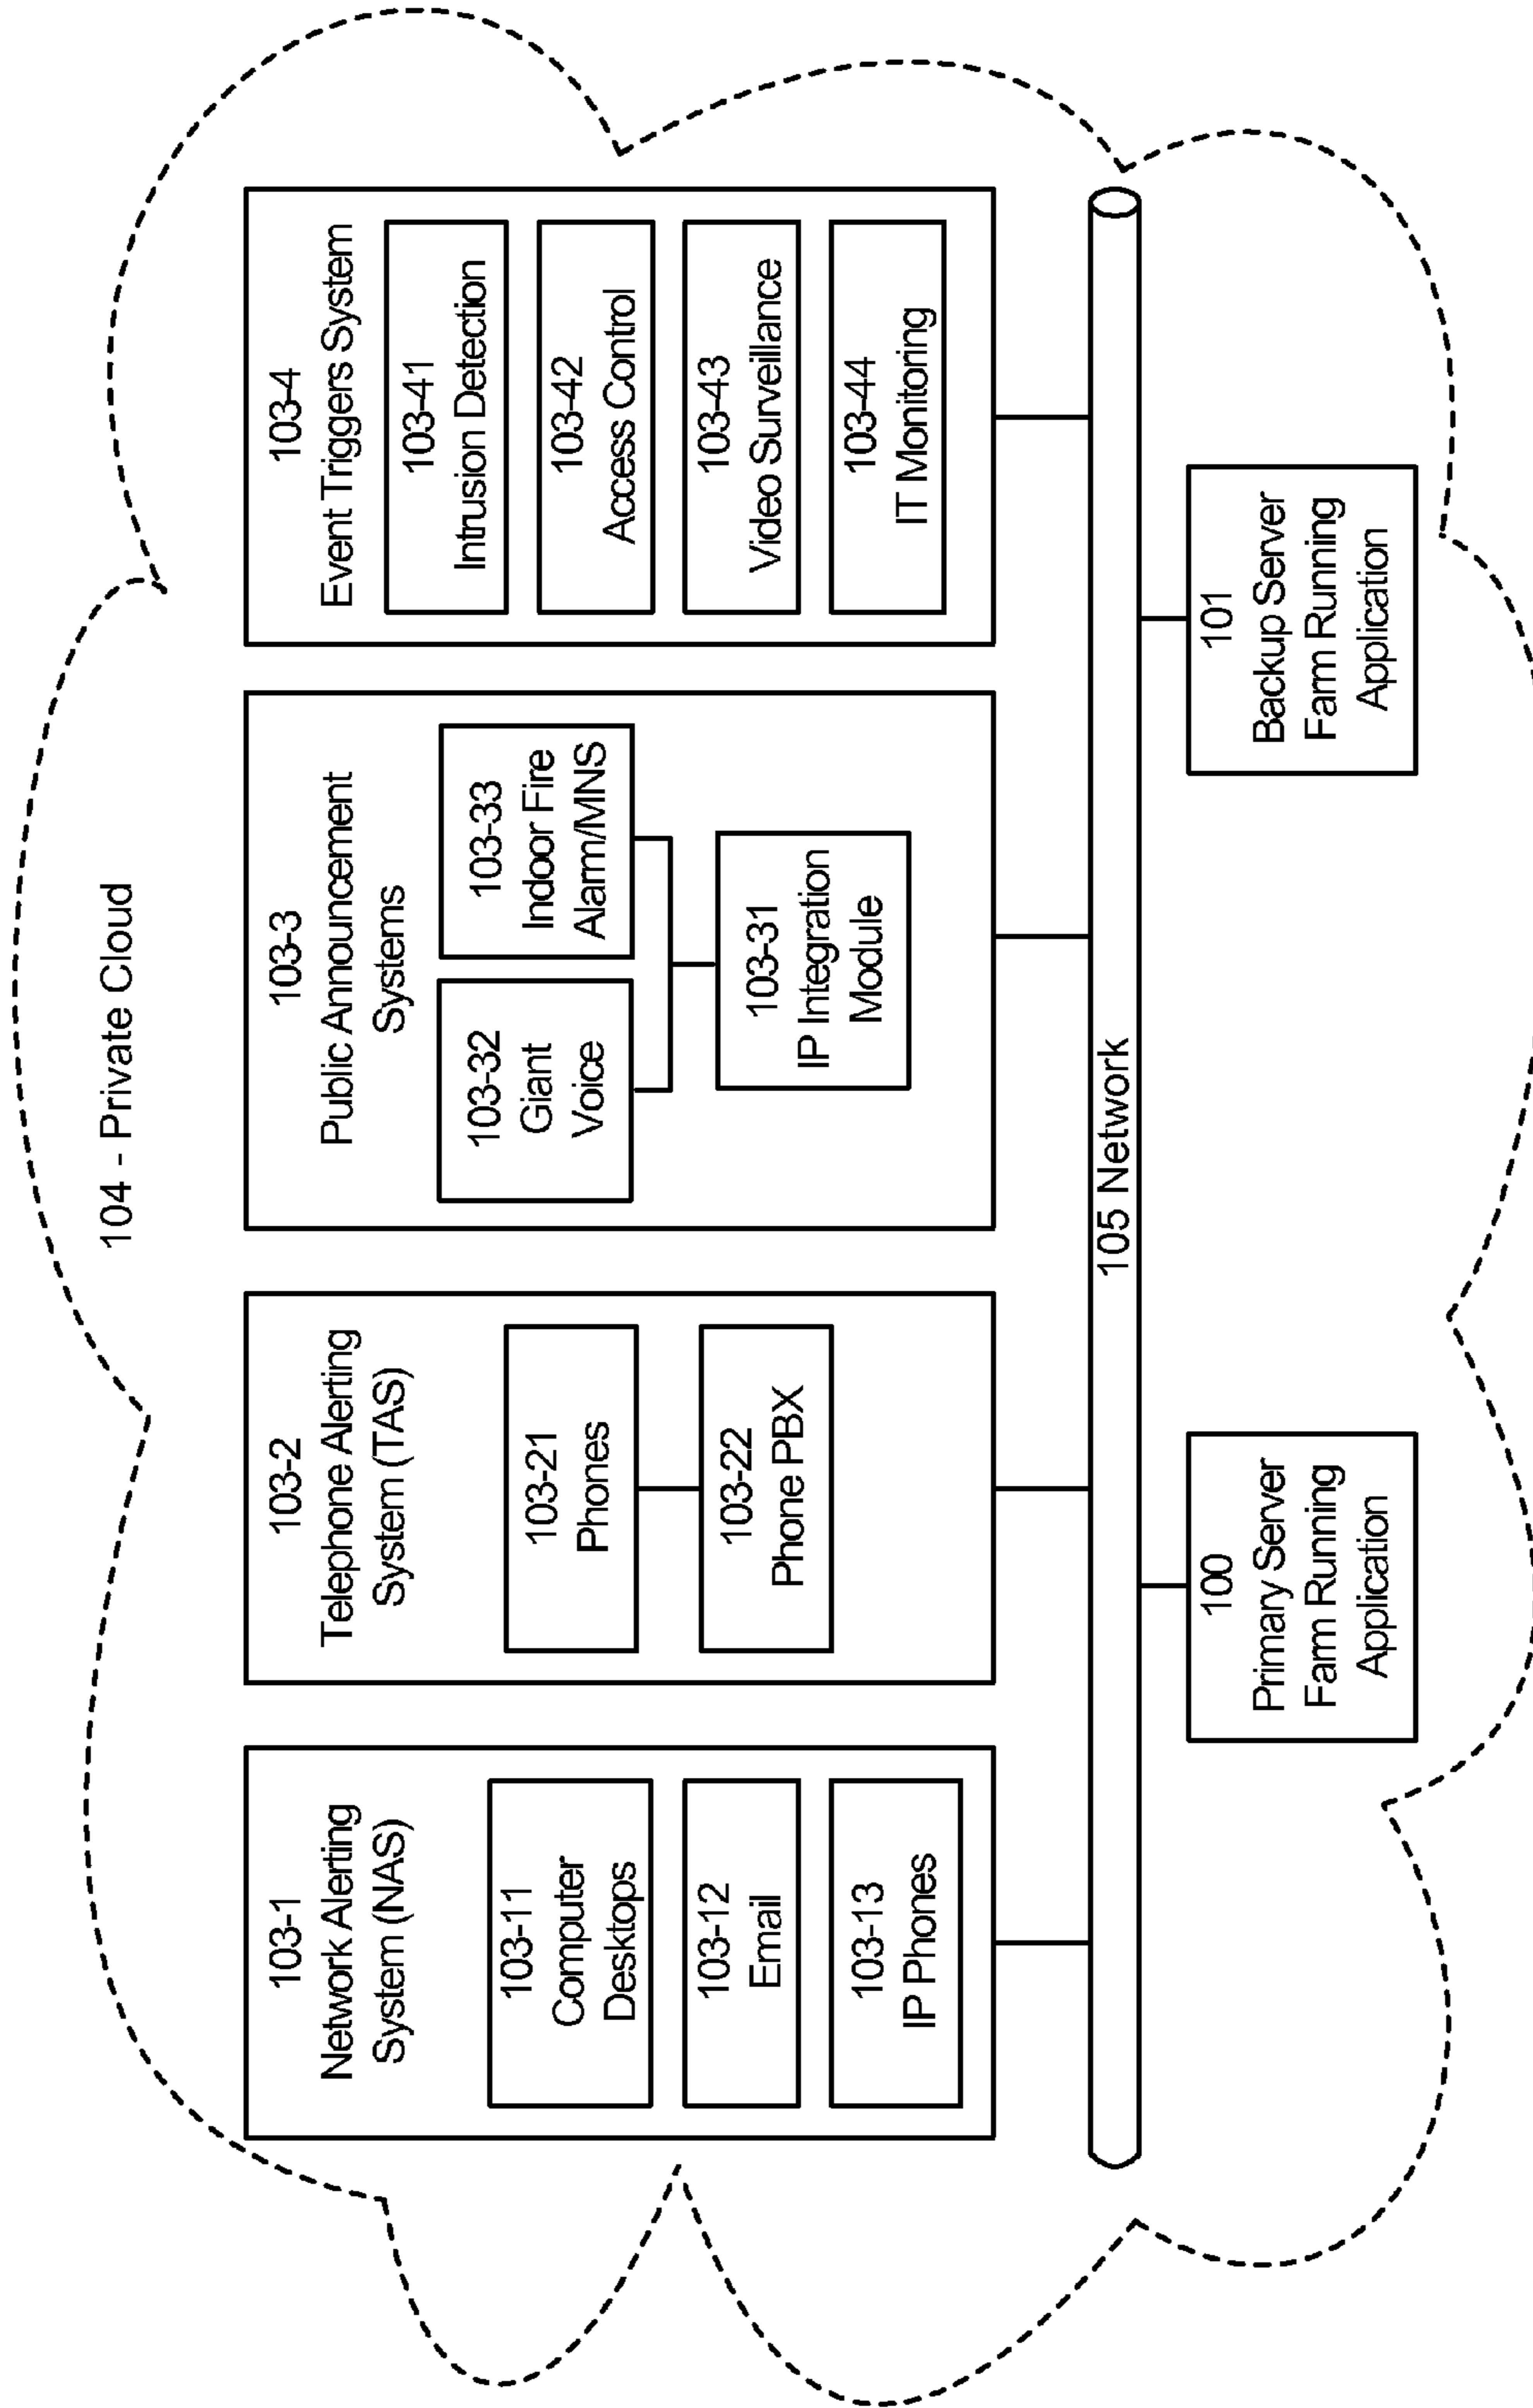 104 - Private Cloud
103-1
Network Alerting
System (NAS)
103-11
Computer
Desktops
103-12
Email
103-13
IP Phones
103-2
Telephone Alerting
System (TAS)
103-21
Phones
103-22
Phone PBX
103-3
Public Announcement
Systems
103-32
Giant
Voice
103-33
Indoor Fire
Alarm/MNS
103-31
IP Integration
Module
103-4
Event Triggers System
103-41
Intrusion Detection
103-42
Access Control
103-43
Video Surveillance
103-44
IT Monitoring
105 Network
100
Primary Server
Farm Running
Application
101
Backup Server
Farm Running
Application